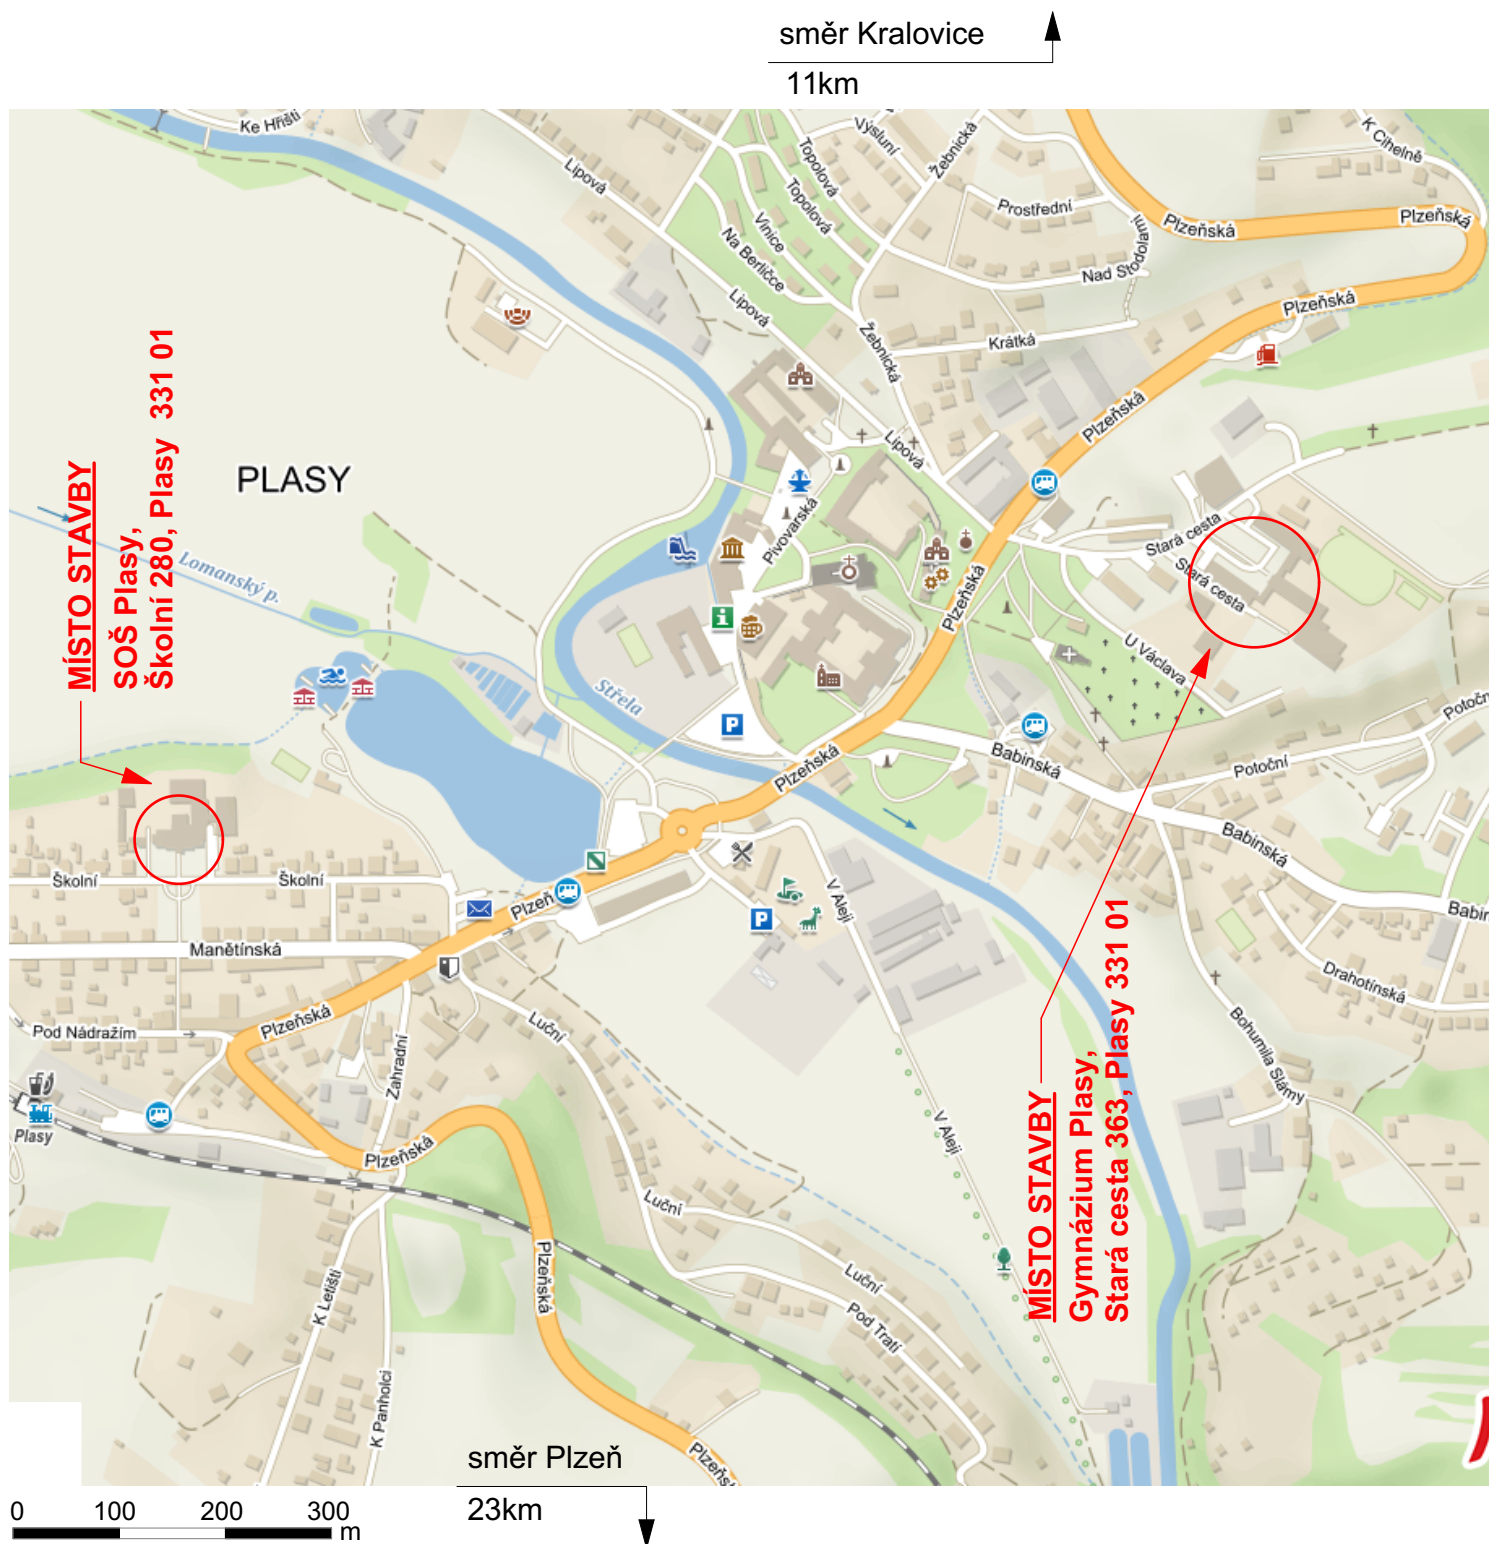 směr Kralovice
11km
Ke Hřišti
Lipová
Výsluní
Topolová
Topolová
Žebnická
K Cihelně
Prostřední
Vinice
Na Berličce
Nad Stodolami
Plzeňská
Plzeňská
Plzeňská
Lipová
Žebnická
Krátká
Plzeňská
Lipová
MÍSTO STAVBY
SOŠ Plasy,
Školní 280, Plasy 331 01
PLASY
Lomanský p.
Pivovarská
Stará cesta
Stará cesta
Plzeňská
U Václava
Střela
Babinská
Potoční
Potočn
Plzeňská
Babinská
Babin
Školní
Školní
Plzeň
V Aleji
Manětínská
Drahotínská
Pod Nádražím
Plzeňská
Luční
Bohumila Slámy
Zahradní
Plasy
Plzeňská
V Aleji
MÍSTO STAVBY
Gymnázium Plasy,
Stará cesta 363, Plasy 331 01
Luční
Plzeňská
Luční
K Letišti
Pod Tratí
K Panholci
Plzeňsk
směr Plzeň
23km
0 100 200 300
m